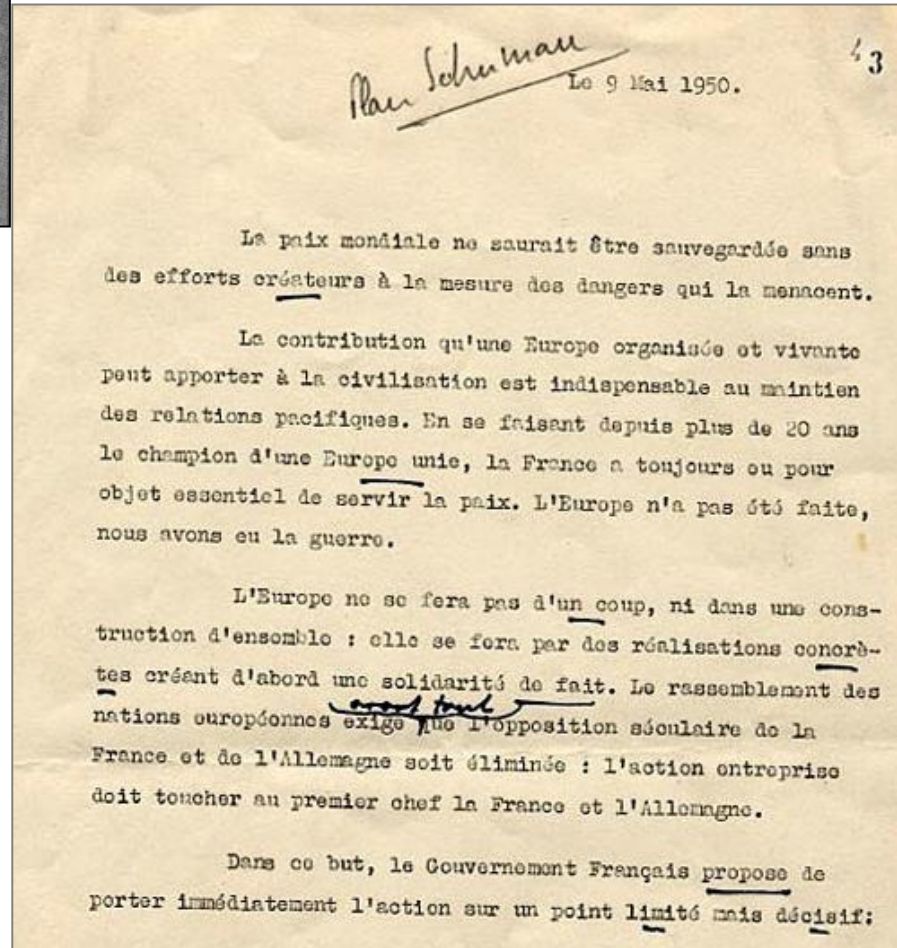 Plan Schuman
43
Le 9 Mai 1950.
La paix mondiale ne saurait être sauvegardée sans
des efforts créateurs à la mesure des dangers qui la menacent.
La contribution qu'une Europe organisée et vivante
peut apporter à la civilisation est indispensable au maintien
des relations pacifiques. En se faisant depuis plus de 20 ans
le champion d'une Europe unie, la France a toujours eu pour
objet essentiel de servir la paix. L'Europe n'a pas été faite,
nous avons eu la guerre.
L'Europe ne se fera pas d'un coup, ni dans une cons-
truction d'ensemble : elle se fera par des réalisations concrè-
tes créant d'abord une solidarité de fait. Le rassemblement des
avant tout
nations européennes exige que l'opposition séculaire de la
France et de l'Allemagne soit éliminée : l'action entreprise
doit toucher au premier chef la France et l'Allemagne.
Dans ce but, le Gouvernement Français propose de
porter immédiatement l'action sur un point limité mais décisif: